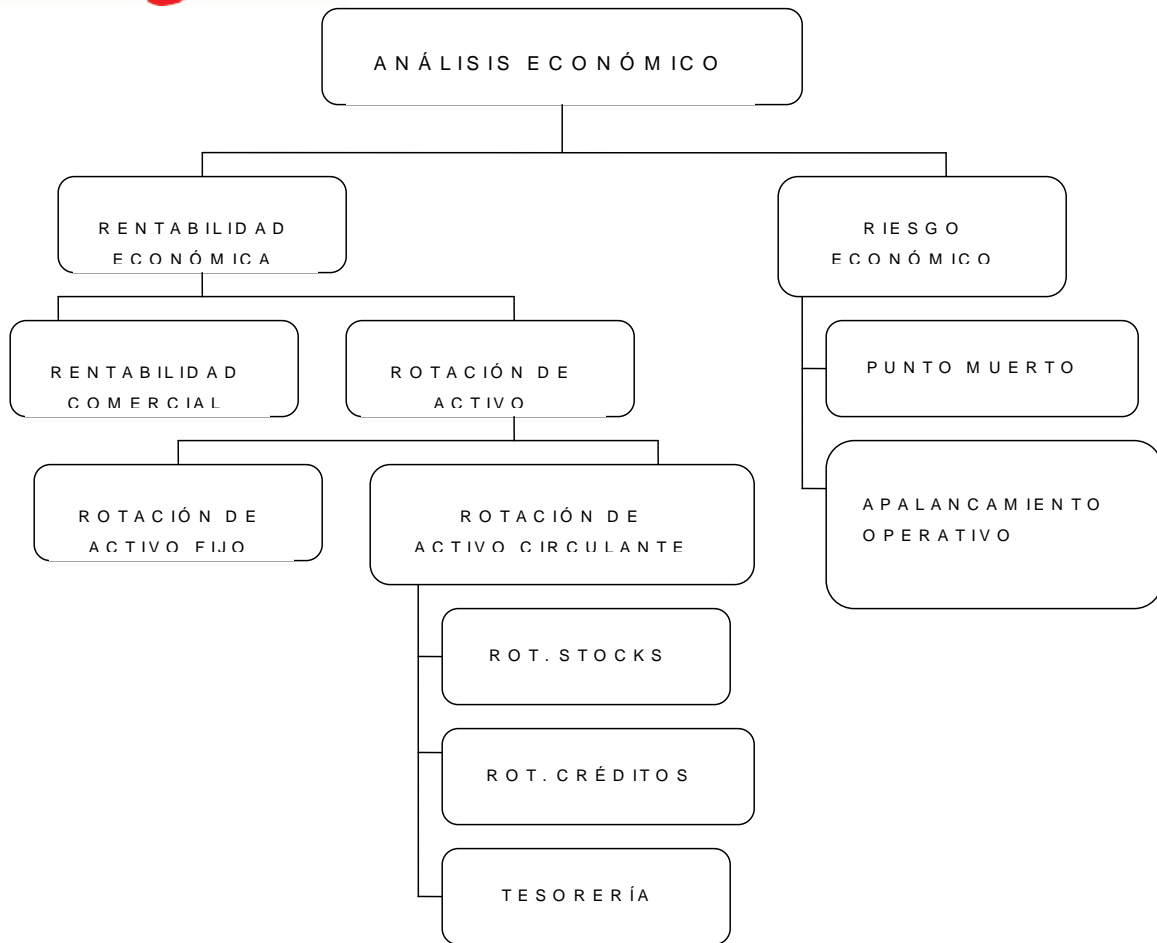 ANÁLISIS ECONÓMICO
RENTABILIDAD
ECONÓMICA
RIESGO
ECONÓMICO
RENTABILIDAD
COMERCIAL
ROTACIÓN DE
ACTIVO
PUNTO MUERTO
ROTACIÓN DE
ACTIVO FIJO
ROTACIÓN DE
ACTIVO CIRCULANTE
APALANCAMIENTO
OPERATIVO
ROT. STOCKS
ROT. CRÉDITOS
TESORERÍA